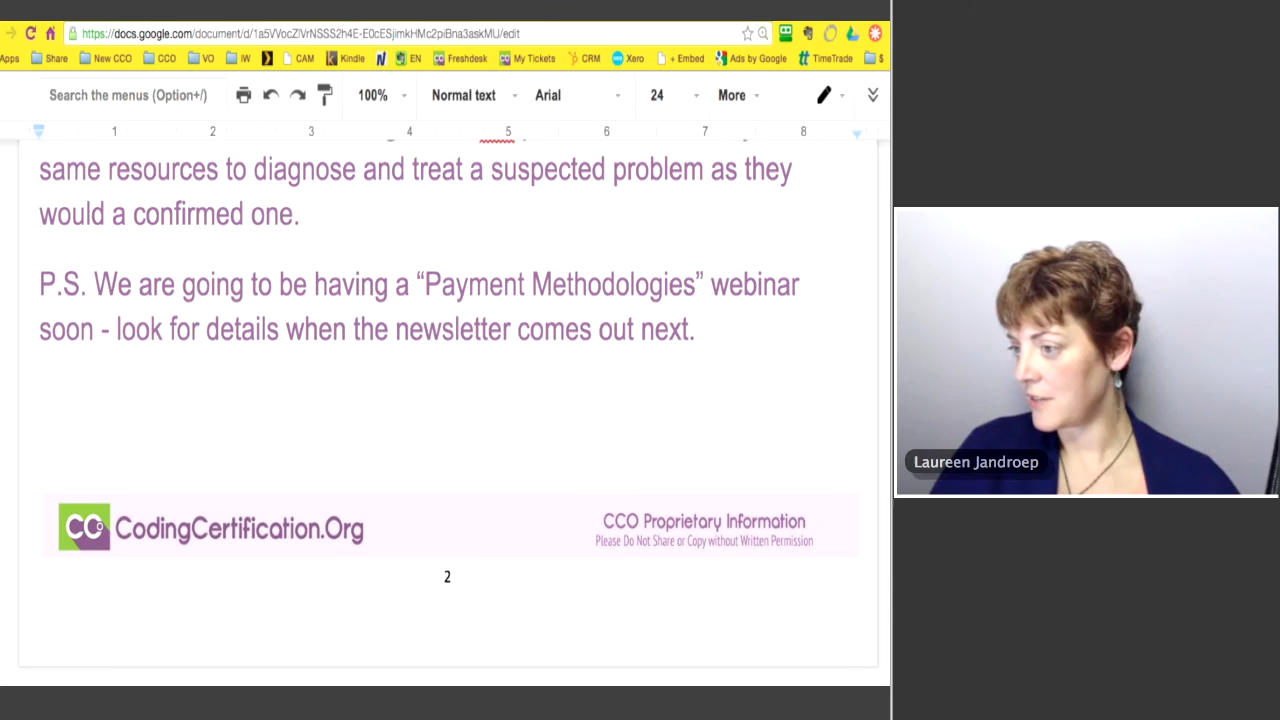 https://docs.google.com/document/d/1a5VVocZlVrNSSS2h4E-E0cESjimkHMc2piBna3askMU/edit
Apps Share New CCO CCO VO IW CAM Kindle EN Freshdesk My Tickets CRM Xero + Embed Ads by Google TimeTrade $
Search the menus (Option+/) 100% Normal text Arial 24 More
1 2 3 4 5 6 7 8
same resources to diagnose and treat a suspected problem as they
would a confirmed one.
P.S. We are going to be having a “Payment Methodologies” webinar
soon - look for details when the newsletter comes out next.
Laureen Jandroep
CC CodingCertification.Org
CCO Proprietary Information
Please Do Not Share or Copy without Written Permission
2